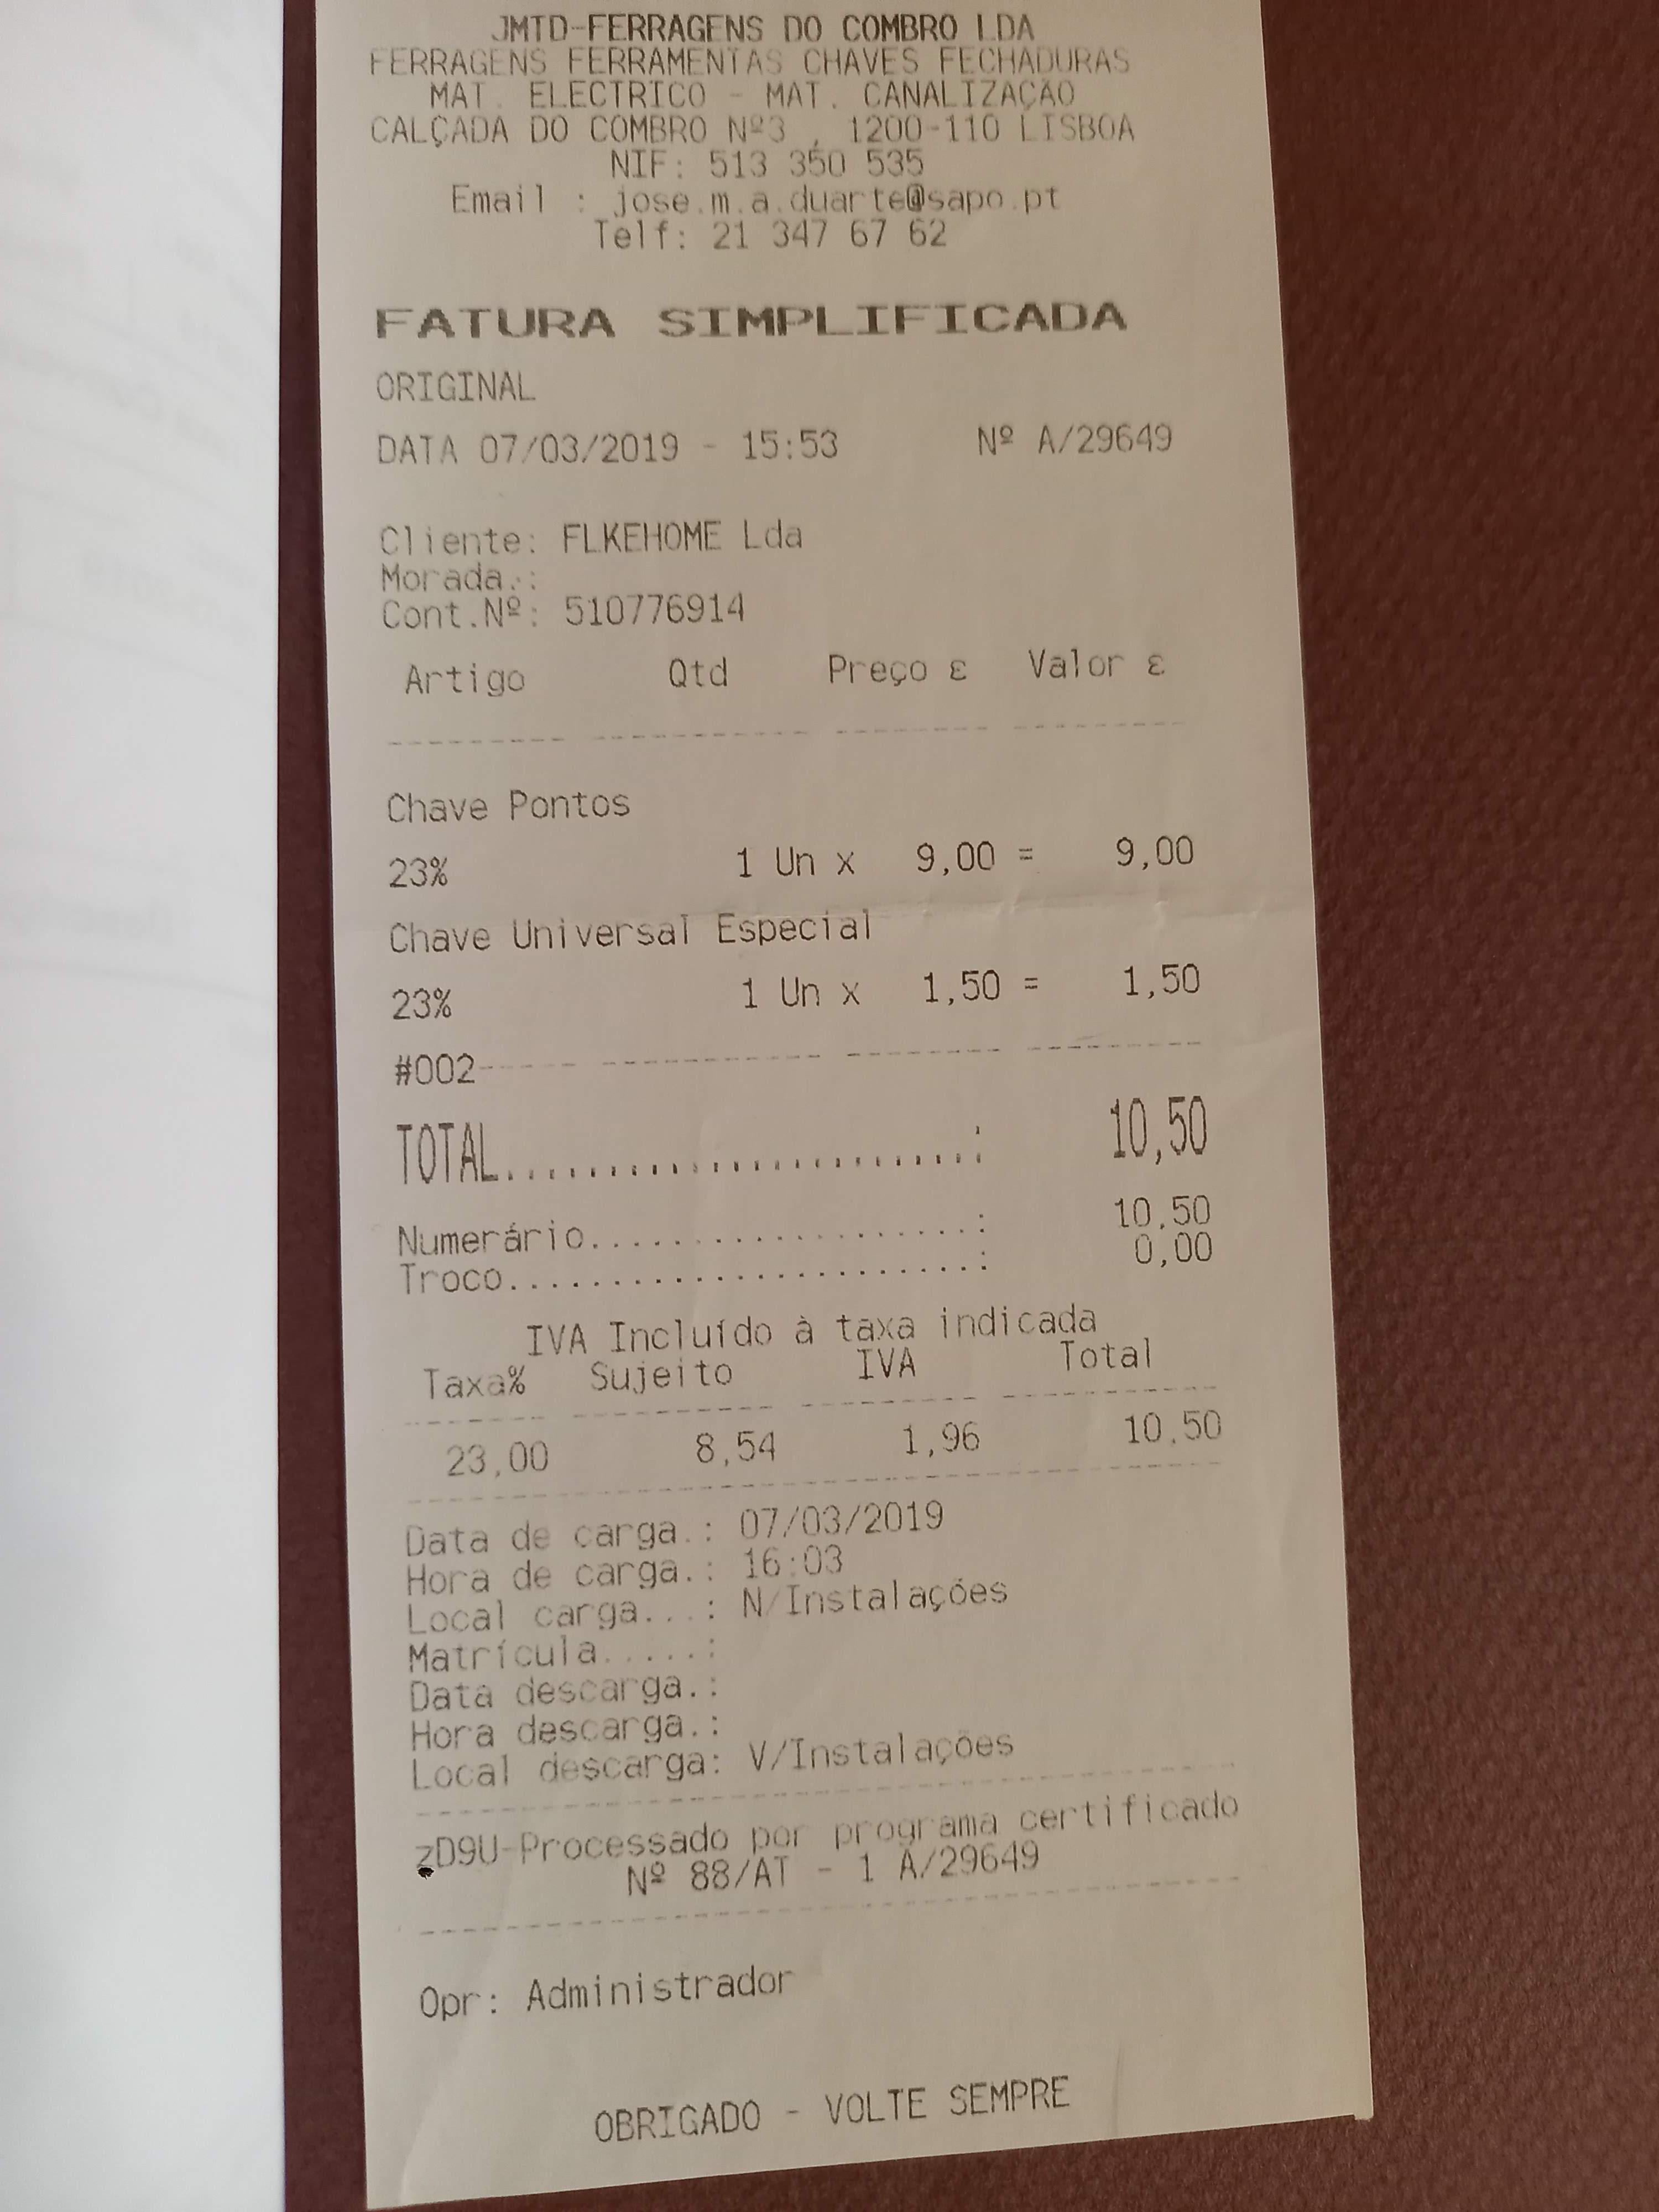 JMTD-FERRAGENS DO COMBRO LDA
FERRAGENS FERRAMENTAS CHAVES FECHADURAS
MAT. ELECTRICO - MAT. CANALIZAÇÃO
CALÇADA DO COMBRO Nº3 , 1200-110 LISBOA
NIF: 513 350 535
Email : jose.m.a.duarte@sapo.pt
Telf: 21 347 67 62
FATURA SIMPLIFICADA
ORIGINAL
DATA 07/03/2019 - 15:53 Nº A/29649
Cliente: FLKEHOME Lda
Morada.:
Cont.Nº: 510776914
Artigo Qtd Preço ε Valor ε
Chave Pontos
23% 1 Un x 9,00 = 9,00
Chave Universal Especial
23% 1 Un x 1,50 = 1,50
#002
TOTAL.......................: 10,50
Numerário...................: 10,50
Troco.......................: 0,00
IVA Incluído à taxa indicada
Taxa% Sujeito IVA Total
23,00 8,54 1,96 10,50
Data de carga.: 07/03/2019
Hora de carga.: 16:03
Local carga...: N/Instalações
Matrícula.....:
Data descarga.:
Hora descarga.:
Local descarga: V/Instalações
zD9U-Processado por programa certificado
Nº 88/AT - 1 A/29649
Opr: Administrador
OBRIGADO - VOLTE SEMPRE